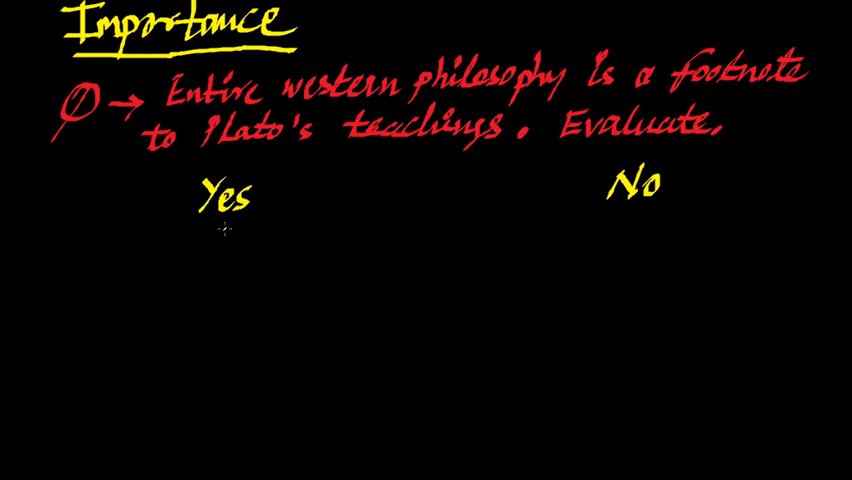 Importance
Q → Entire western philosophy is a footnote
to Plato's teachings. Evaluate.
Yes No